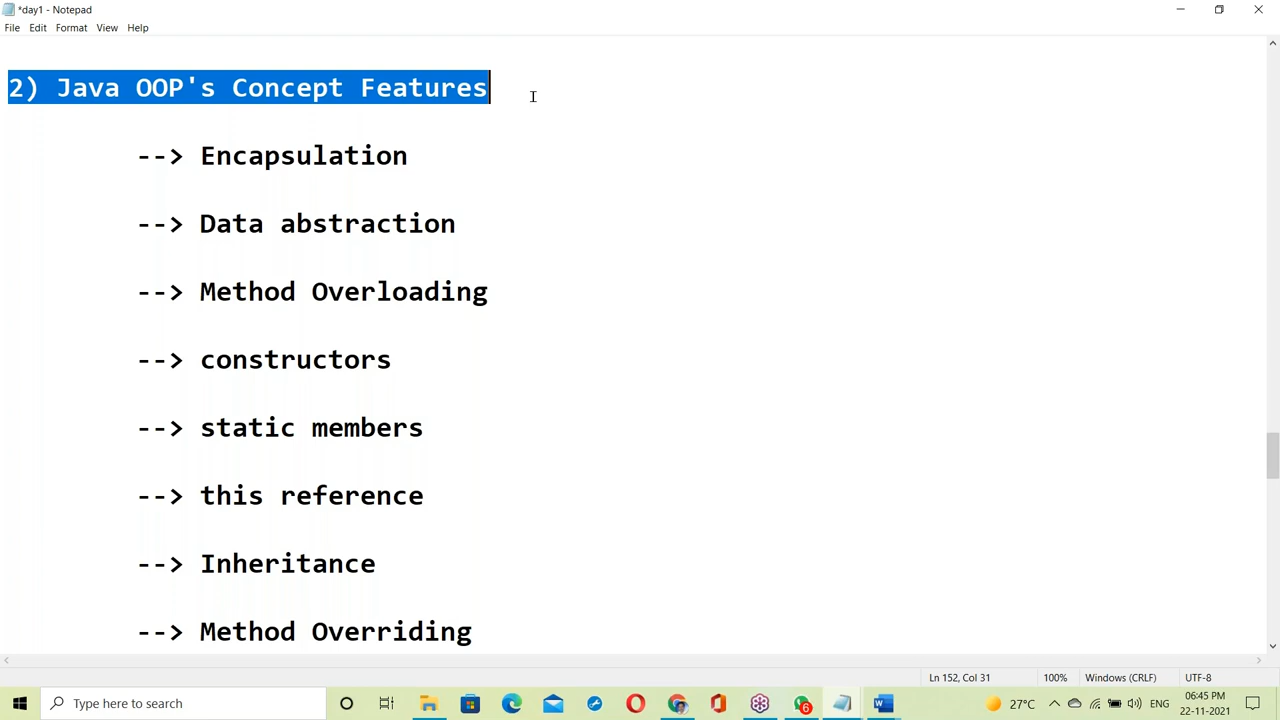 *day1 - Notepad
File Edit Format View Help
2) Java OOP's Concept Features
--> Encapsulation
--> Data abstraction
--> Method Overloading
--> constructors
--> static members
--> this reference
--> Inheritance
--> Method Overriding
Ln 152, Col 31 100% Windows (CRLF) UTF-8
Type here to search 6 27°C ENG 06:45 PM
22-11-2021